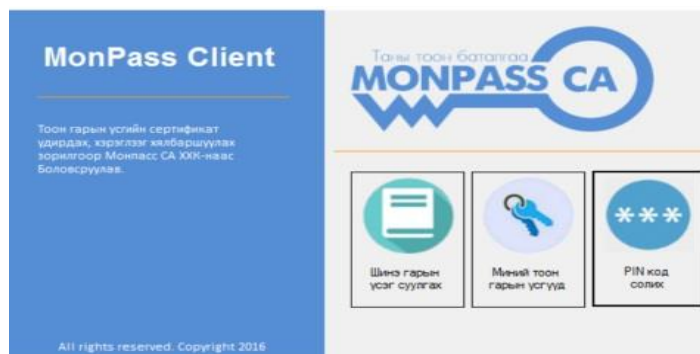 MonPass Client
Тоон гарын үсгийн сертификат
удирдах, хэрэглээг хялбаршуулах
зорилгоор Монпасс СА ХХК-наас
Боловсруулав.
All rights reserved. Copyright 2016
Таны тоон баталгаа
MONPASS CA
Шинэ гарын
үсэг суулгах
Миний тоон
гарын үсгүүд
***
PIN код
солих